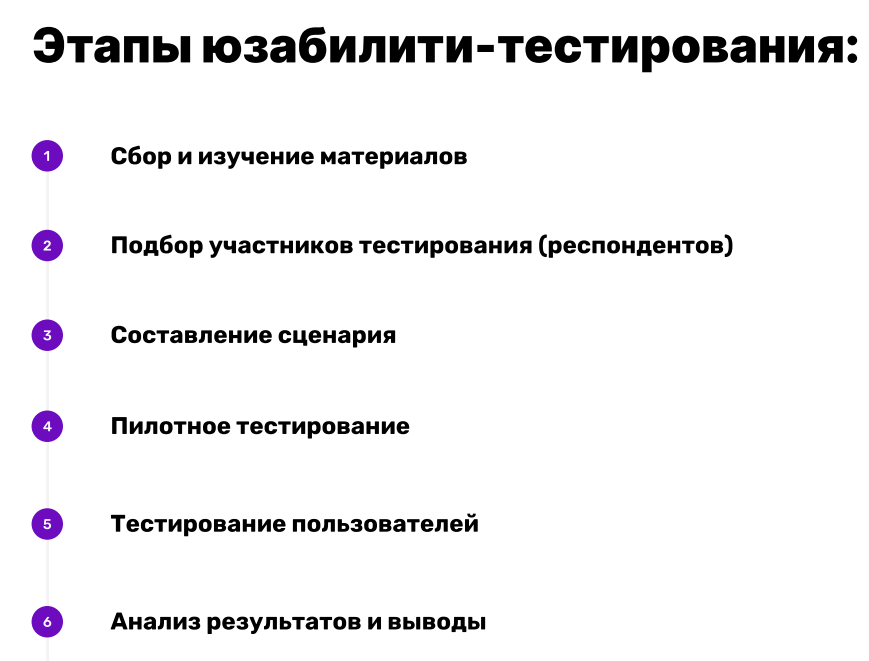 Этапы юзабилити-тестирования:
1 Сбор и изучение материалов
2 Подбор участников тестирования (респондентов)
3 Составление сценария
4 Пилотное тестирование
5 Тестирование пользователей
6 Анализ результатов и выводы